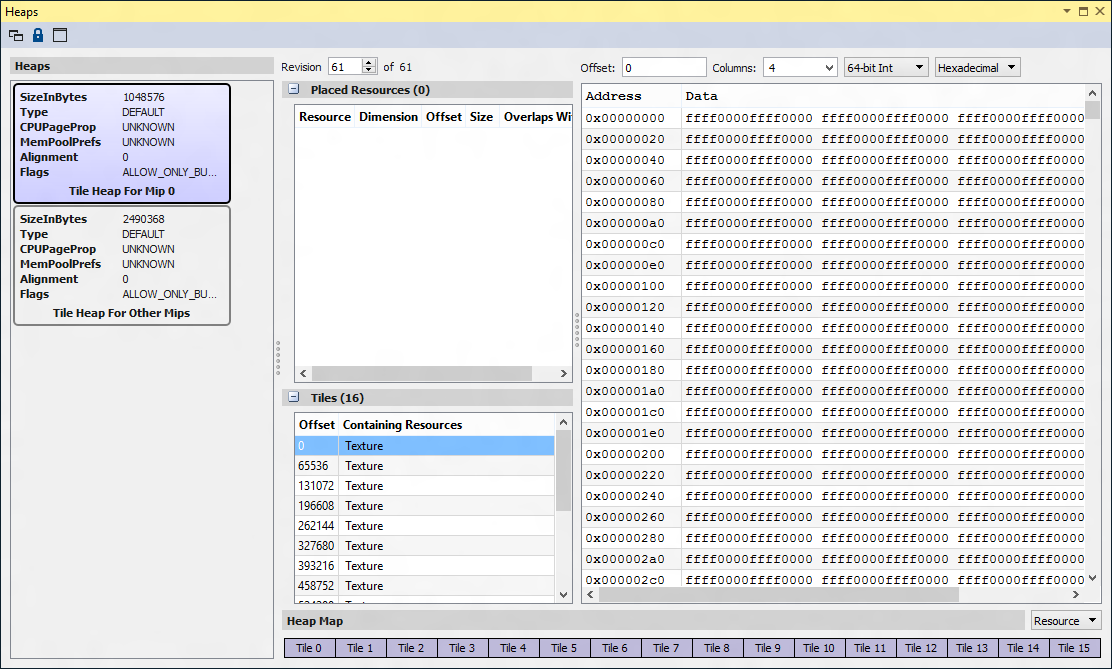 Heaps
Heaps
SizeInBytes 1048576
Type DEFAULT
CPUPageProp UNKNOWN
MemPoolPrefs UNKNOWN
Alignment 0
Flags ALLOW_ONLY_BU...
Tile Heap For Mip 0
SizeInBytes 2490368
Type DEFAULT
CPUPageProp UNKNOWN
MemPoolPrefs UNKNOWN
Alignment 0
Flags ALLOW_ONLY_BU...
Tile Heap For Other Mips
Revision 61 of 61
Placed Resources (0)
Resource Dimension Offset Size Overlaps Wi
Tiles (16)
Offset Containing Resources
0 Texture
65536 Texture
131072 Texture
196608 Texture
262144 Texture
327680 Texture
393216 Texture
458752 Texture
Offset: 0 Columns: 4 64-bit Int Hexadecimal
Address Data
0x00000000 ffff0000ffff0000 ffff0000ffff0000 ffff0000ffff0000
0x00000020 ffff0000ffff0000 ffff0000ffff0000 ffff0000ffff0000
0x00000040 ffff0000ffff0000 ffff0000ffff0000 ffff0000ffff0000
0x00000060 ffff0000ffff0000 ffff0000ffff0000 ffff0000ffff0000
0x00000080 ffff0000ffff0000 ffff0000ffff0000 ffff0000ffff0000
0x000000a0 ffff0000ffff0000 ffff0000ffff0000 ffff0000ffff0000
0x000000c0 ffff0000ffff0000 ffff0000ffff0000 ffff0000ffff0000
0x000000e0 ffff0000ffff0000 ffff0000ffff0000 ffff0000ffff0000
0x00000100 ffff0000ffff0000 ffff0000ffff0000 ffff0000ffff0000
0x00000120 ffff0000ffff0000 ffff0000ffff0000 ffff0000ffff0000
0x00000140 ffff0000ffff0000 ffff0000ffff0000 ffff0000ffff0000
0x00000160 ffff0000ffff0000 ffff0000ffff0000 ffff0000ffff0000
0x00000180 ffff0000ffff0000 ffff0000ffff0000 ffff0000ffff0000
0x000001a0 ffff0000ffff0000 ffff0000ffff0000 ffff0000ffff0000
0x000001c0 ffff0000ffff0000 ffff0000ffff0000 ffff0000ffff0000
0x000001e0 ffff0000ffff0000 ffff0000ffff0000 ffff0000ffff0000
0x00000200 ffff0000ffff0000 ffff0000ffff0000 ffff0000ffff0000
0x00000220 ffff0000ffff0000 ffff0000ffff0000 ffff0000ffff0000
0x00000240 ffff0000ffff0000 ffff0000ffff0000 ffff0000ffff0000
0x00000260 ffff0000ffff0000 ffff0000ffff0000 ffff0000ffff0000
0x00000280 ffff0000ffff0000 ffff0000ffff0000 ffff0000ffff0000
0x000002a0 ffff0000ffff0000 ffff0000ffff0000 ffff0000ffff0000
0x000002c0 ffff0000ffff0000 ffff0000ffff0000 ffff0000ffff0000
Heap Map Resource
Tile 0 Tile 1 Tile 2 Tile 3 Tile 4 Tile 5 Tile 6 Tile 7 Tile 8 Tile 9 Tile 10 Tile 11 Tile 12 Tile 13 Tile 14 Tile 15